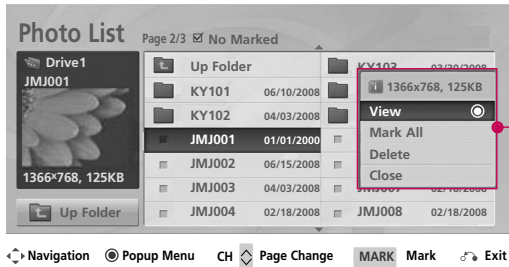 Photo List Page 2/3 No Marked
Drive1
JMJ001
1366x768, 125KB
Up Folder
Up Folder
KY101 06/10/2008
KY102 04/03/2008
JMJ001 01/01/2000
JMJ002 06/15/2008
JMJ003 04/03/2008
JMJ004 02/18/2008
KY103 03/30/2008
1366x768, 125KB
View
Mark All
Delete
Close
JMJ008 02/18/2008
Navigation Popup Menu CH Page Change MARK Mark Exit